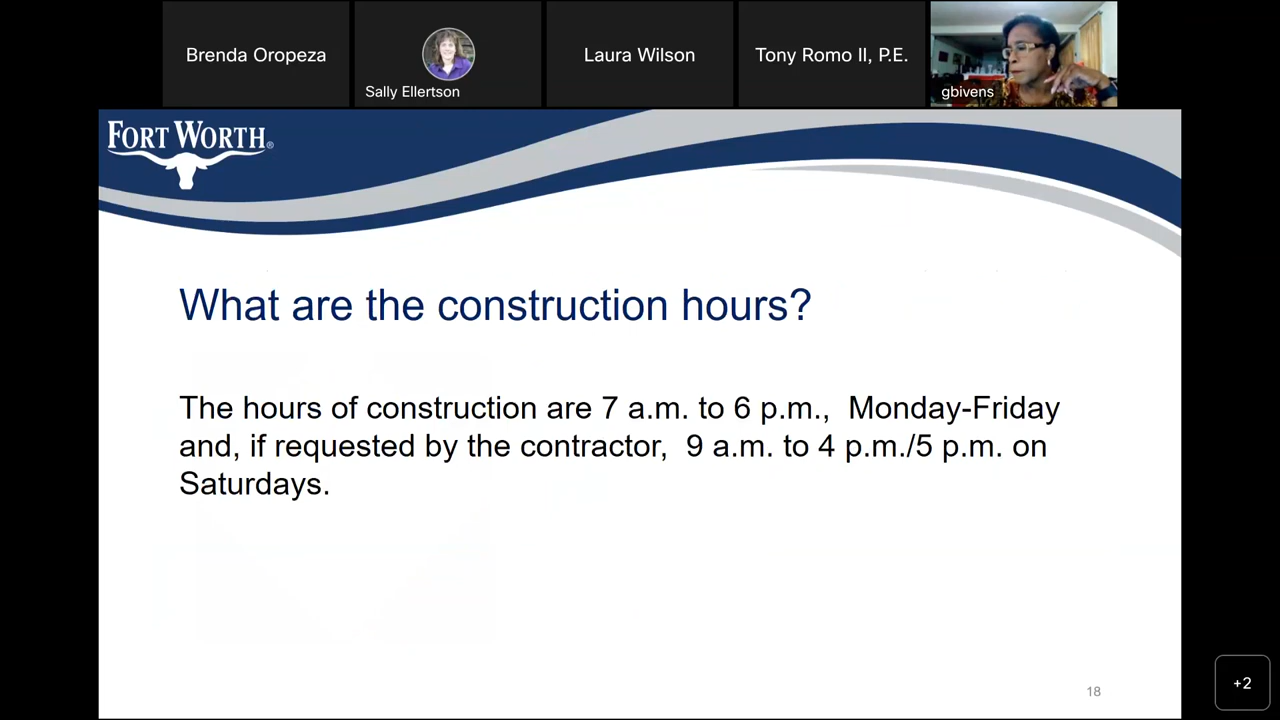 Brenda Oropeza
Sally Ellertson
Laura Wilson
Tony Romo II, P.E.
gbivens
FORT WORTH®
What are the construction hours?
The hours of construction are 7 a.m. to 6 p.m., Monday-Friday
and, if requested by the contractor, 9 a.m. to 4 p.m./5 p.m. on
Saturdays.
18
+2